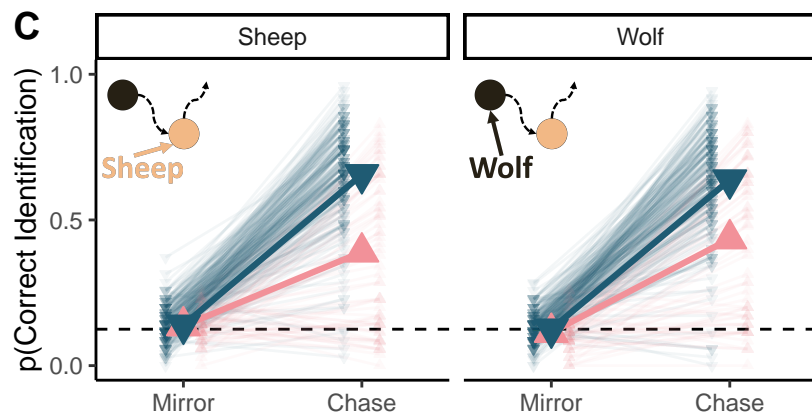 C
Sheep
Wolf
p(Correct Identification)
1.0
0.5
0.0
Sheep
Wolf
Mirror
Chase
Mirror
Chase